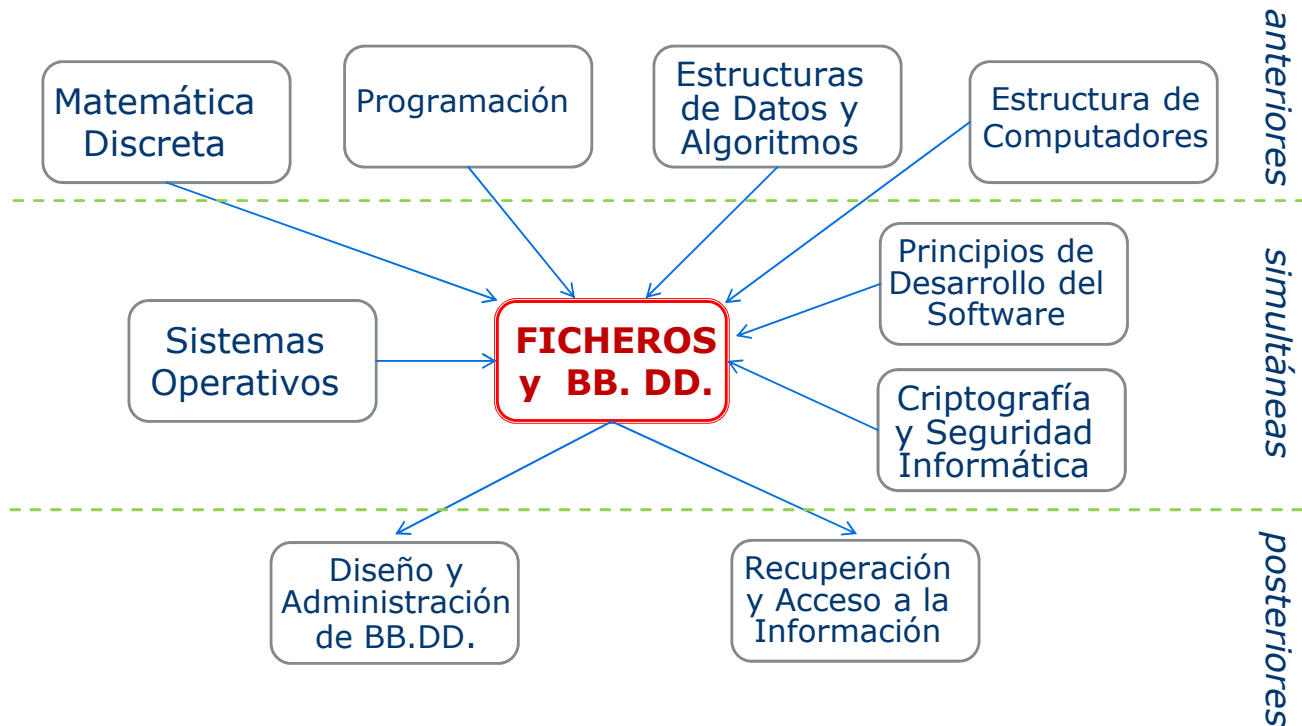 Matemática
Discreta
Programación
Estructuras
de Datos y
Algoritmos
Estructura de
Computadores
anteriores
Sistemas
Operativos
FICHEROS
y BB. DD.
Principios de
Desarrollo del
Software
Criptografía
y Seguridad
Informática
simultáneas
Diseño y
Administración
de BB.DD.
Recuperación
y Acceso a la
Información
posteriores